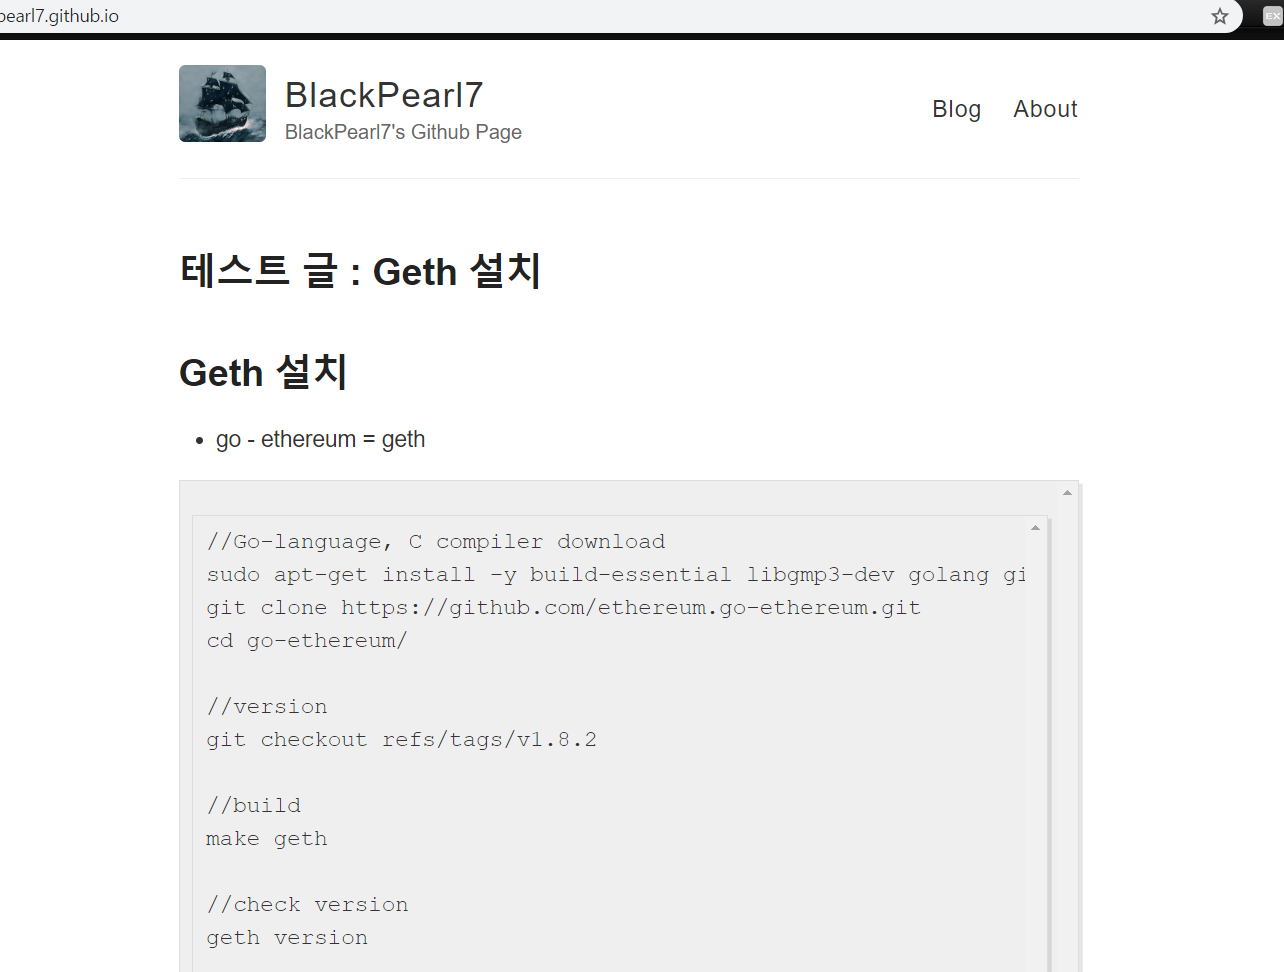 pearl7.github.io
EX
BlackPearl7
BlackPearl7's Github Page
Blog
About
테스트 글 : Geth 설치
Geth 설치
• go - ethereum = geth
//Go-language, C compiler download
sudo apt-get install -y build-essential libgmp3-dev golang gi
git clone https://github.com/ethereum.go-ethereum.git
cd go-ethereum/
//version
git checkout refs/tags/v1.8.2
//build
make geth
//check version
geth version